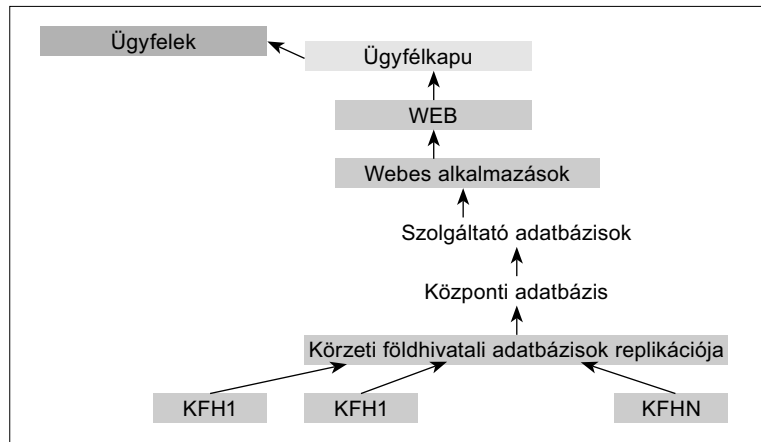 Ügyfelek
Ügyfélkapu
WEB
Webes alkalmazások
Szolgáltató adatbázisok
Központi adatbázis
Körzeti földhivatali adatbázisok replikációja
KFH1
KFH1
KFHN